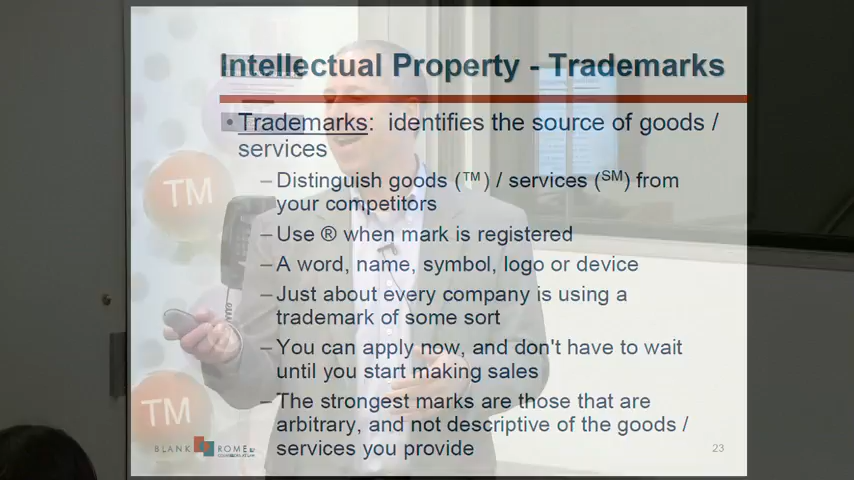 Intellectual Property - Trademarks
• Trademarks: identifies the source of goods /
services
– Distinguish goods (™) / services (SM) from
your competitors
TM
– Use ® when mark is registered
– A word, name, symbol, logo or device
– Just about every company is using a
trademark of some sort
– You can apply now, and don't have to wait
until you start making sales
– The strongest marks are those that are
arbitrary, and not descriptive of the goods /
services you provide
TM
BLANK ROME LLP
23